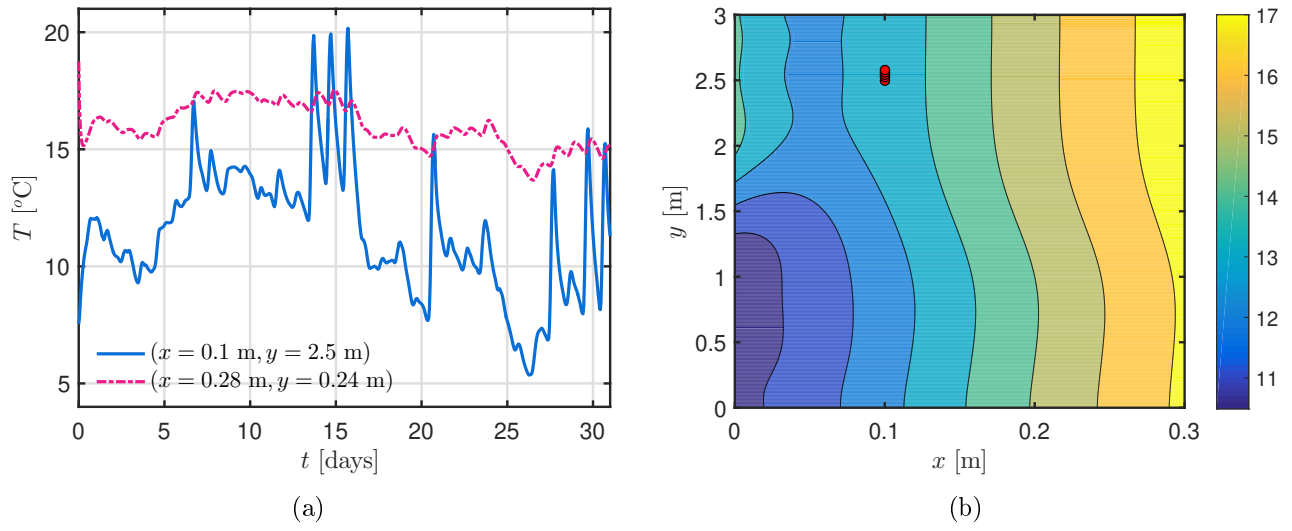 20
15
10
5
T [°C]
(x = 0.1 m, y = 2.5 m)
(x = 0.28 m, y = 0.24 m)
0 5 10 15 20 25 30
t [days]
(a)
3
2.5
2
1.5
1
0.5
0
y [m]
0 0.1 0.2 0.3
x [m]
17
16
15
14
13
12
11
(b)